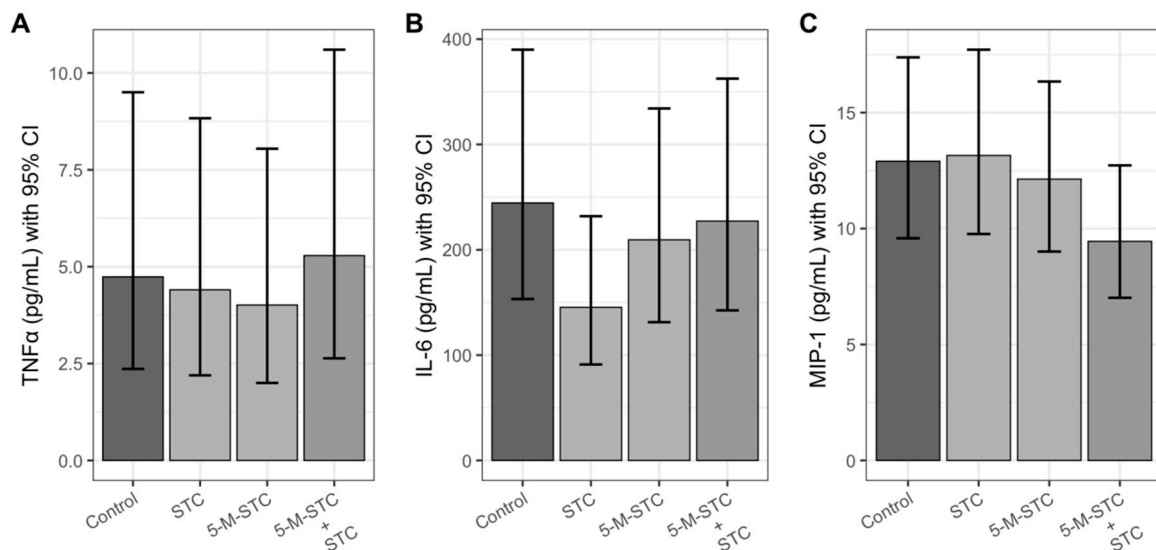 A
TNFα (pg/mL) with 95% CI
10.0
7.5
5.0
2.5
0.0
Control
STC
5-M-STC
5-M-STC
+
STC
B
IL-6 (pg/mL) with 95% CI
400
300
200
100
0
Control
STC
5-M-STC
5-M-STC
+
STC
C
MIP-1 (pg/mL) with 95% CI
15
10
5
0
Control
STC
5-M-STC
5-M-STC
+
STC